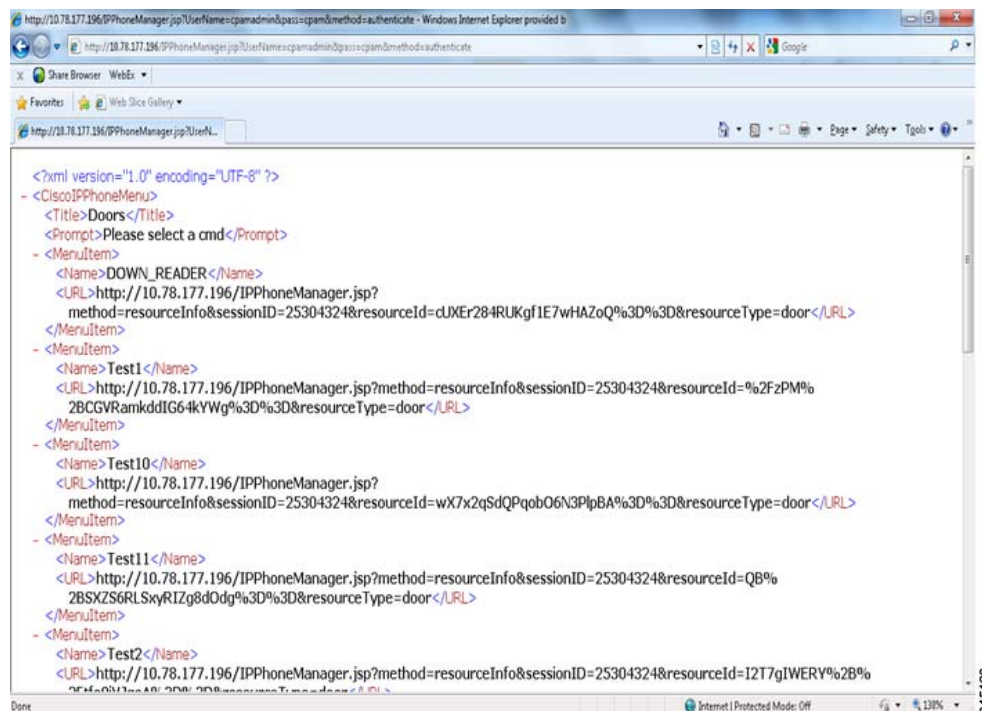 http://10.78.177.196/IPPhoneManager.jsp?UserName=cpamadmin&pass=cpam&method=authenticate - Windows Internet Explorer provided b
http://10.78.177.196/IPPhoneManager.jsp?UserName=cpamadmin&pass=cpam&method=authenticate
Google
x Share Browser WebEx
Favorites Web Slice Gallery
http://10.78.177.196/IPPhoneManager.jsp?UserN...
Page Safety Tools
<?xml version="1.0" encoding="UTF-8" ?>
- <CiscoIPPhoneMenu>
<Title>Doors</Title>
<Prompt>Please select a cmd</Prompt>
- <MenuItem>
<Name>DOWN_READER</Name>
<URL>http://10.78.177.196/IPPhoneManager.jsp?
method=resourceInfo&sessionID=25304324&resourceId=cUXEr284RUKgf1E7wHAZoQ%3D%3D&resourceType=door</URL>
</MenuItem>
- <MenuItem>
<Name>Test1</Name>
<URL>http://10.78.177.196/IPPhoneManager.jsp?method=resourceInfo&sessionID=25304324&resourceId=%2FzPM%
2BCGVRamkddIG64kYWg%3D%3D&resourceType=door</URL>
</MenuItem>
- <MenuItem>
<Name>Test10</Name>
<URL>http://10.78.177.196/IPPhoneManager.jsp?
method=resourceInfo&sessionID=25304324&resourceId=wX7x2qSdQPqobO6N3PlpBA%3D%3D&resourceType=door</URL>
</MenuItem>
- <MenuItem>
<Name>Test11</Name>
<URL>http://10.78.177.196/IPPhoneManager.jsp?method=resourceInfo&sessionID=25304324&resourceId=QB%
2BSXZS6RLSxyRIZg8dOdg%3D%3D&resourceType=door</URL>
</MenuItem>
- <MenuItem>
<Name>Test2</Name>
<URL>http://10.78.177.196/IPPhoneManager.jsp?method=resourceInfo&sessionID=25304324&resourceId=I2T7gIWERY%2B%
Done
Internet | Protected Mode: Off
130%